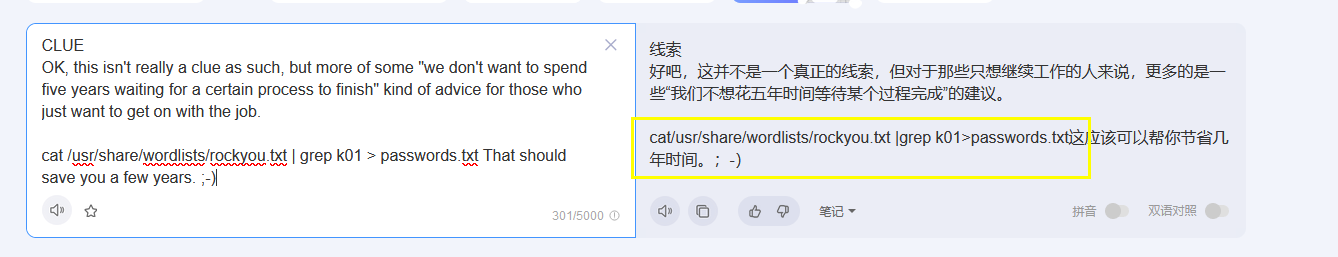 CLUE
OK, this isn't really a clue as such, but more of some "we don't want to spend
five years waiting for a certain process to finish" kind of advice for those who
just want to get on with the job.
cat /usr/share/wordlists/rockyou.txt | grep k01 > passwords.txt That should
save you a few years. ;-)
301/5000
线索
好吧，这并不是一个真正的线索，但对于那些只想继续工作的人来说，更多的是一
些“我们不想花五年时间等待某个过程完成”的建议。
cat/usr/share/wordlists/rockyou.txt |grep k01>passwords.txt这应该可以帮你节省几
年时间。；-)
笔记
拼音
双语对照